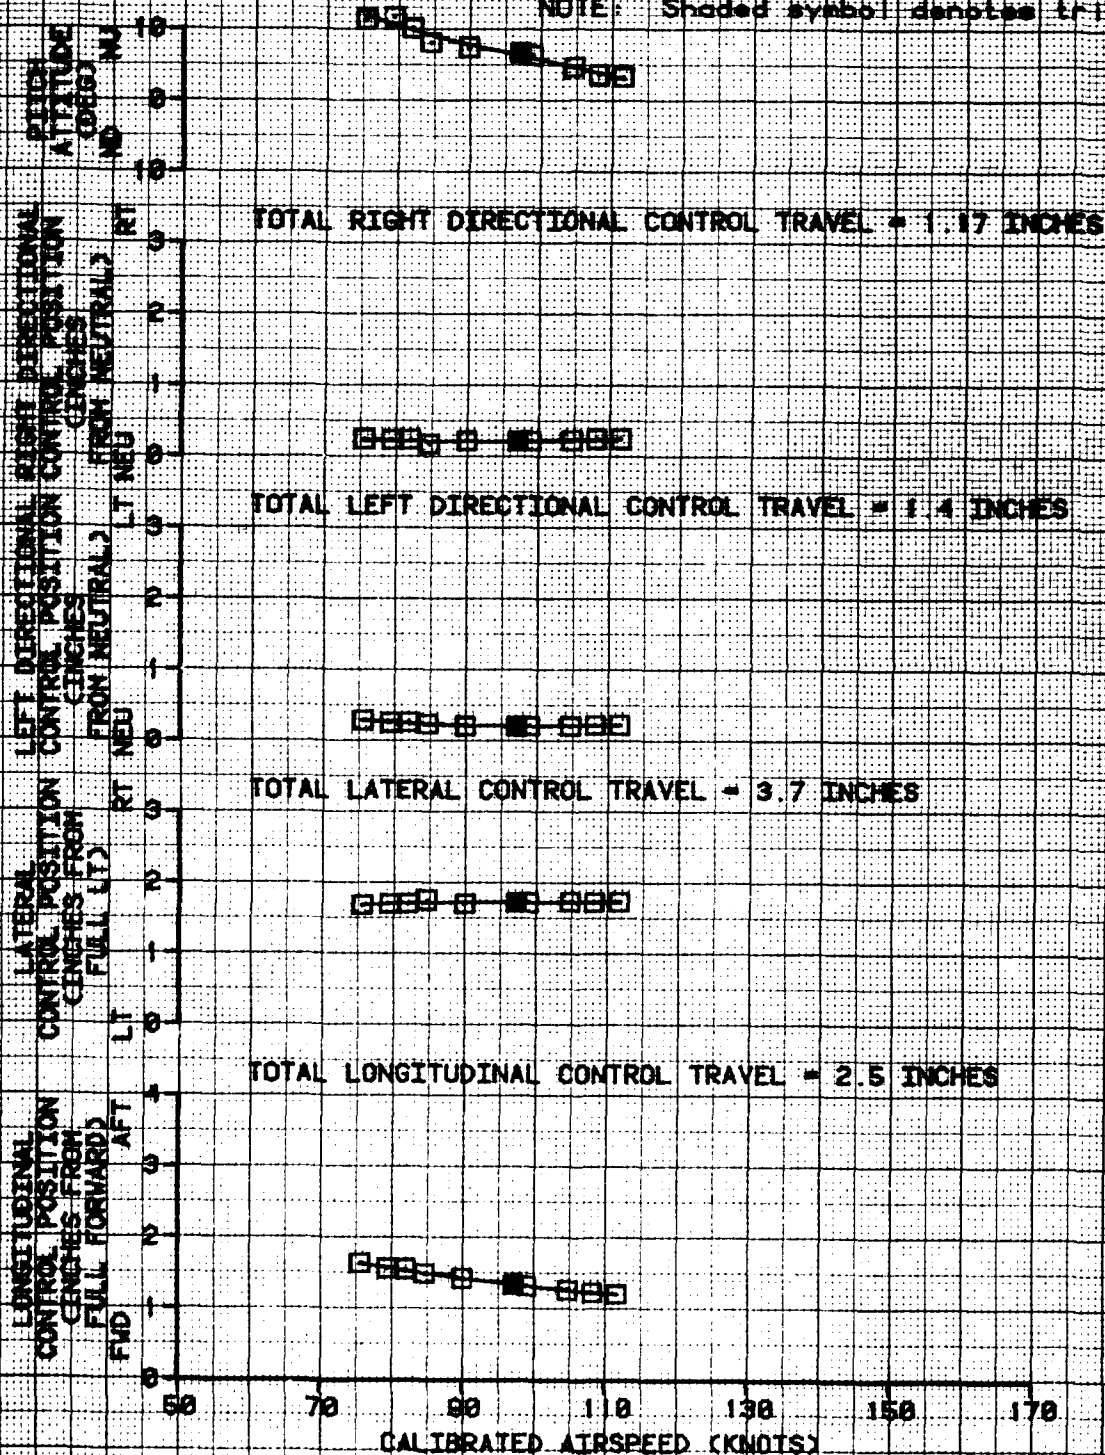 NOTE: Shaded symbol denotes tri
PITCH
ATTITUDE
(DEG)
ND NU
10
0
10
TOTAL RIGHT DIRECTIONAL CONTROL TRAVEL = 1.17 INCHES
RIGHT DIRECTIONAL
CONTROL POSITION
(INCHES
FROM NEUTRAL)
NEU RT
3
2
1
0
TOTAL LEFT DIRECTIONAL CONTROL TRAVEL = 1.4 INCHES
LEFT DIRECTIONAL
CONTROL POSITION
(INCHES
FROM NEUTRAL)
NEU LT
3
2
1
0
TOTAL LATERAL CONTROL TRAVEL = 3.7 INCHES
LATERAL
CONTROL POSITION
(INCHES FROM
FULL LT)
LT RT
3
2
1
0
TOTAL LONGITUDINAL CONTROL TRAVEL = 2.5 INCHES
LONGITUDINAL
CONTROL POSITION
(INCHES FROM
FULL FORWARD)
FWD AFT
4
3
2
1
0
50 70 90 110 130 150 170
CALIBRATED AIRSPEED (KNOTS)